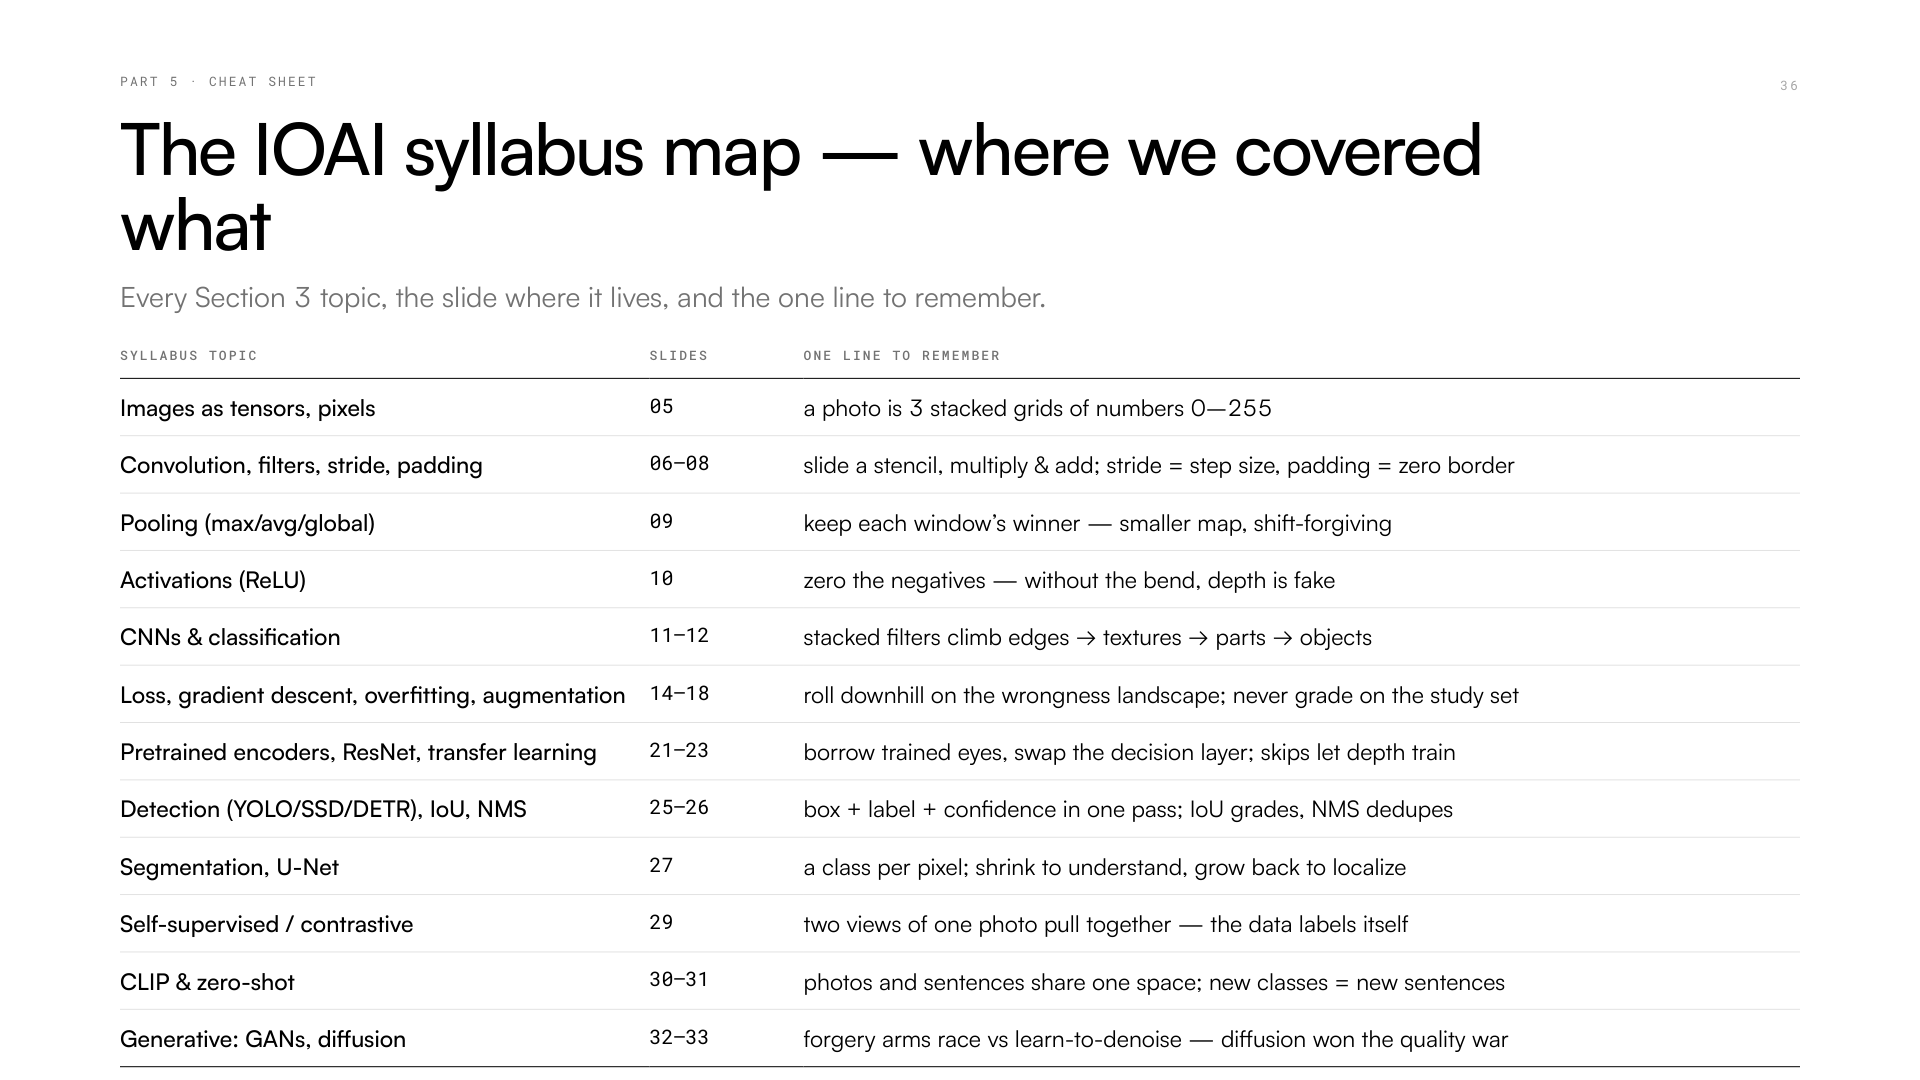 PART 5 · CHEAT SHEET
36
The IOAI syllabus map — where we covered
what
Every Section 3 topic, the slide where it lives, and the one line to remember.
SYLLABUS TOPIC SLIDES ONE LINE TO REMEMBER
Images as tensors, pixels 05 a photo is 3 stacked grids of numbers 0–255
Convolution, filters, stride, padding 06–08 slide a stencil, multiply & add; stride = step size, padding = zero border
Pooling (max/avg/global) 09 keep each window’s winner — smaller map, shift-forgiving
Activations (ReLU) 10 zero the negatives — without the bend, depth is fake
CNNs & classification 11–12 stacked filters climb edges → textures → parts → objects
Loss, gradient descent, overfitting, augmentation 14–18 roll downhill on the wrongness landscape; never grade on the study set
Pretrained encoders, ResNet, transfer learning 21–23 borrow trained eyes, swap the decision layer; skips let depth train
Detection (YOLO/SSD/DETR), IoU, NMS 25–26 box + label + confidence in one pass; IoU grades, NMS dedupes
Segmentation, U-Net 27 a class per pixel; shrink to understand, grow back to localize
Self-supervised / contrastive 29 two views of one photo pull together — the data labels itself
CLIP & zero-shot 30–31 photos and sentences share one space; new classes = new sentences
Generative: GANs, diffusion 32–33 forgery arms race vs learn-to-denoise — diffusion won the quality war